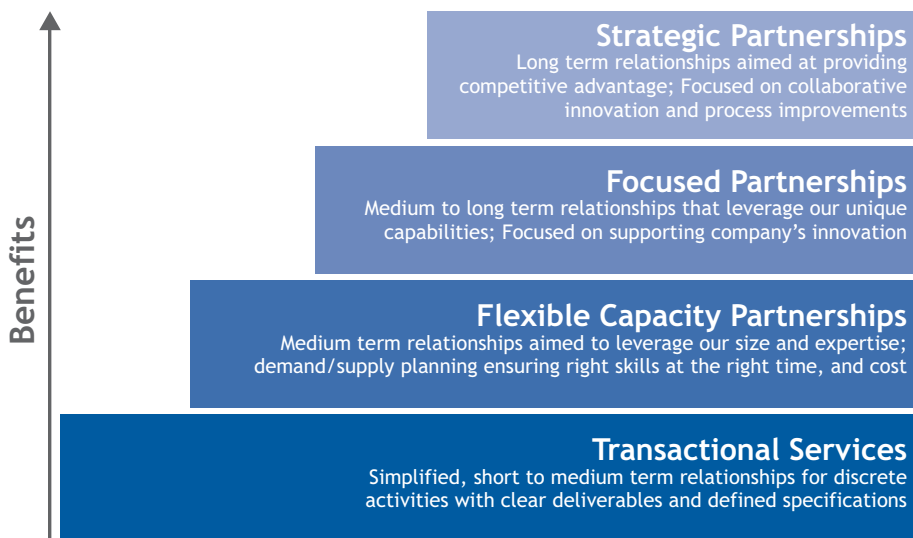 Strategic Partnerships
Long term relationships aimed at providing
competitive advantage; Focused on collaborative
innovation and process improvements
Focused Partnerships
Medium to long term relationships that leverage our unique
capabilities; Focused on supporting company’s innovation
Flexible Capacity Partnerships
Medium term relationships aimed to leverage our size and expertise;
demand/supply planning ensuring right skills at the right time, and cost
Transactional Services
Simplified, short to medium term relationships for discrete
activities with clear deliverables and defined specifications
Benefits